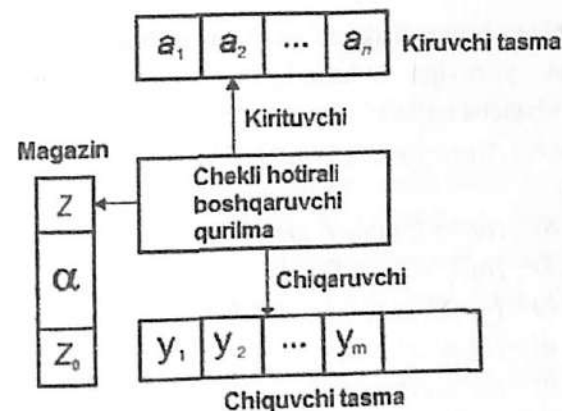 a₁ a₂ ... aₙ Kiruvchi tasma
Kirituvchi
Magazin
Chekli hotirali
boshqaruvchi
qurilma
Z
α
Z₀
Chiqaruvchi
y₁ y₂ ... yₘ
Chiquvchi tasma